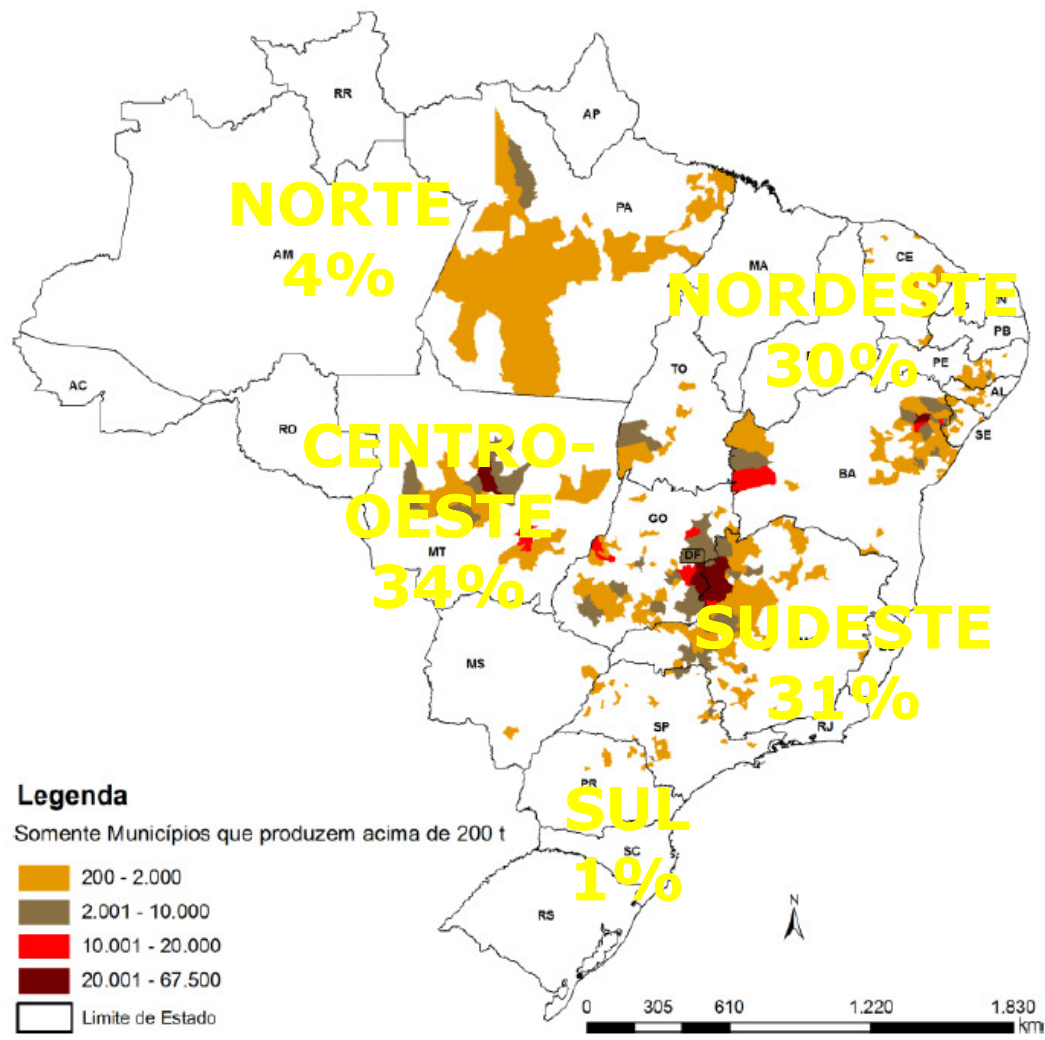 RR
AP
NORTE
4%
AM
PA
MA
CE
NORDESTE
30%
PB
PE
AL
SE
AC
RO
TO
BA
CENTRO-
OESTE
34%
MT
GO
DF
SUDESTE
31%
MS
SP
RJ
PR
SUL
1%
SC
RS
Legenda
Somente Municípios que produzem acima de 200 t
200 - 2.000
2.001 - 10.000
10.001 - 20.000
20.001 - 67.500
Limite de Estado
N
0 305 610 1.220 1.830
km